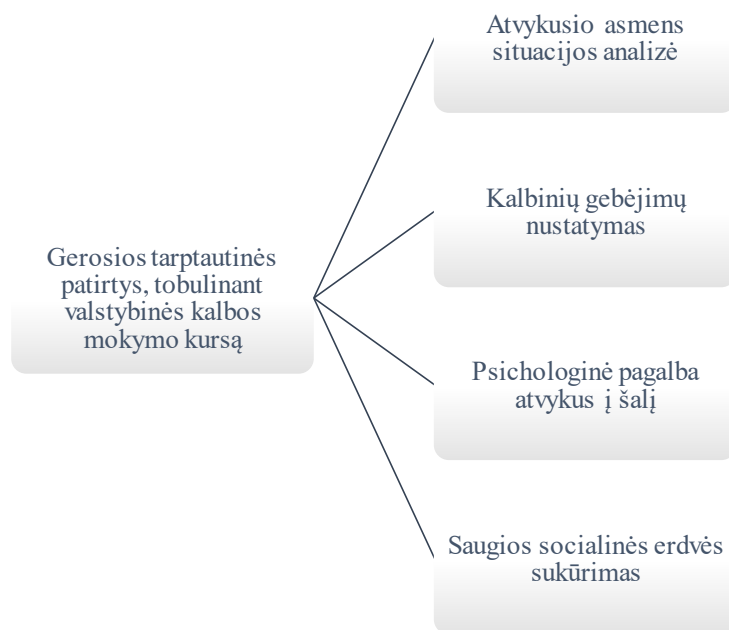 Atvykusio asmens
situacijos analizė
Kalbinių gebėjimų
nustatymas
Gerosios tarptautinės
patirtys, tobulinant
valstybinės kalbos
mokymo kursą
Psichologinė pagalba
atvykus į šalį
Saugios socialinės erdvės
sukūrimas